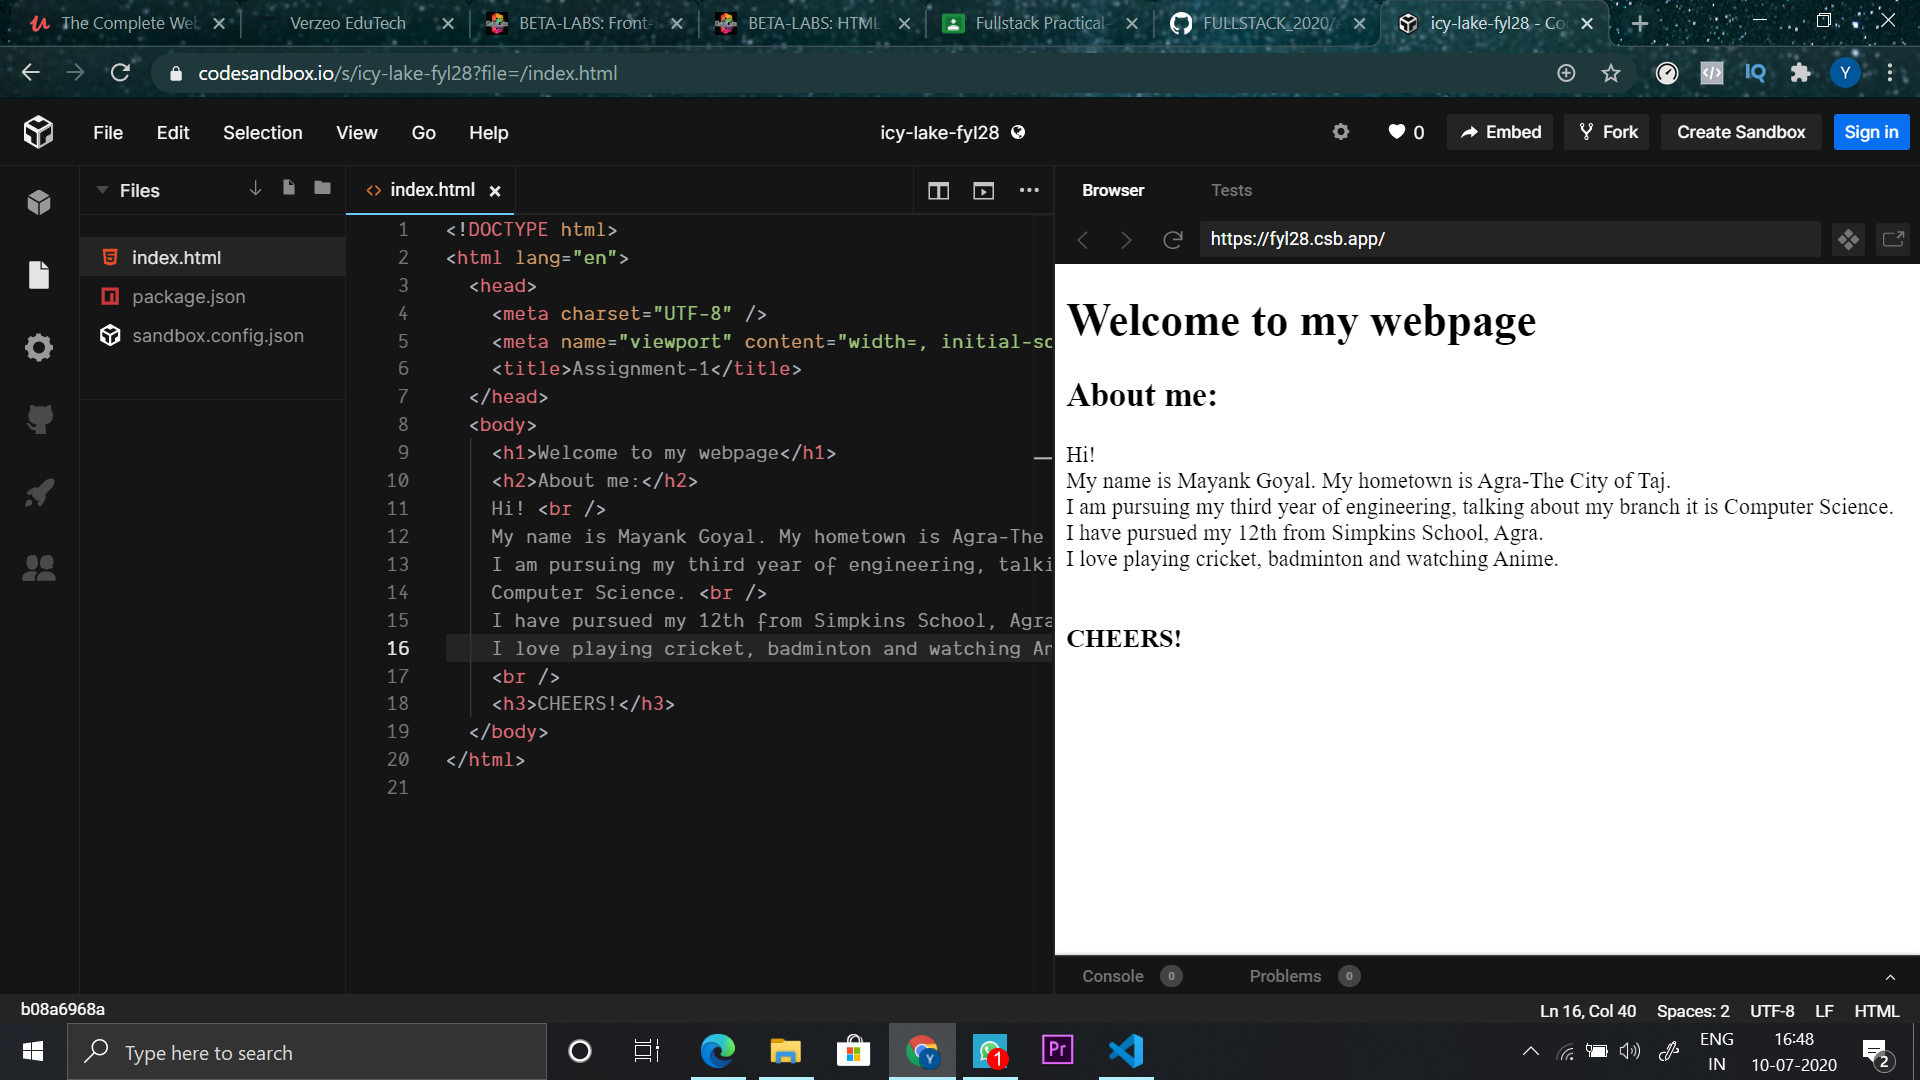 The Complete Wel
Verzeo EduTech
BETA-LABS: Front-
BETA-LABS: HTML
Fullstack Practical-
FULLSTACK_2020/
icy-lake-fyl28 - Co
codesandbox.io/s/icy-lake-fyl28?file=/index.html
IQ
Y
File Edit Selection View Go Help
icy-lake-fyl28
0
Embed
Fork
Create Sandbox
Sign in
Files
index.html
package.json
sandbox.config.json
index.html
1 <!DOCTYPE html>
2 <html lang="en">
3 <head>
4 <meta charset="UTF-8" />
5 <meta name="viewport" content="width=, initial-sc
6 <title>Assignment-1</title>
7 </head>
8 <body>
9 <h1>Welcome to my webpage</h1>
10 <h2>About me:</h2>
11 Hi! <br />
12 My name is Mayank Goyal. My hometown is Agra-The
13 I am pursuing my third year of engineering, talki
14 Computer Science. <br />
15 I have pursued my 12th from Simpkins School, Agra
16 I love playing cricket, badminton and watching An
17 <br />
18 <h3>CHEERS!</h3>
19 </body>
20 </html>
21
Browser Tests
https://fyl28.csb.app/
Welcome to my webpage
About me:
Hi!
My name is Mayank Goyal. My hometown is Agra-The City of Taj.
I am pursuing my third year of engineering, talking about my branch it is Computer Science.
I have pursued my 12th from Simpkins School, Agra.
I love playing cricket, badminton and watching Anime.
CHEERS!
Console 0 Problems 0
b08a6968a
Ln 16, Col 40 Spaces: 2 UTF-8 LF HTML
Type here to search
Y
1
Pr
ENG
IN
16:48
10-07-2020
2